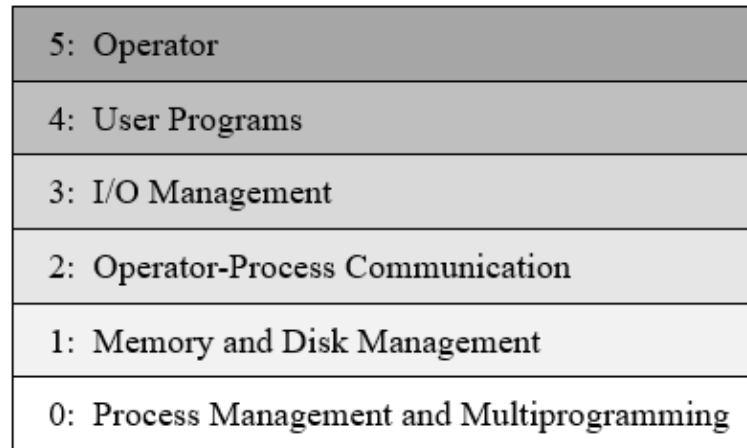 5: Operator
4: User Programs
3: I/O Management
2: Operator-Process Communication
1: Memory and Disk Management
0: Process Management and Multiprogramming